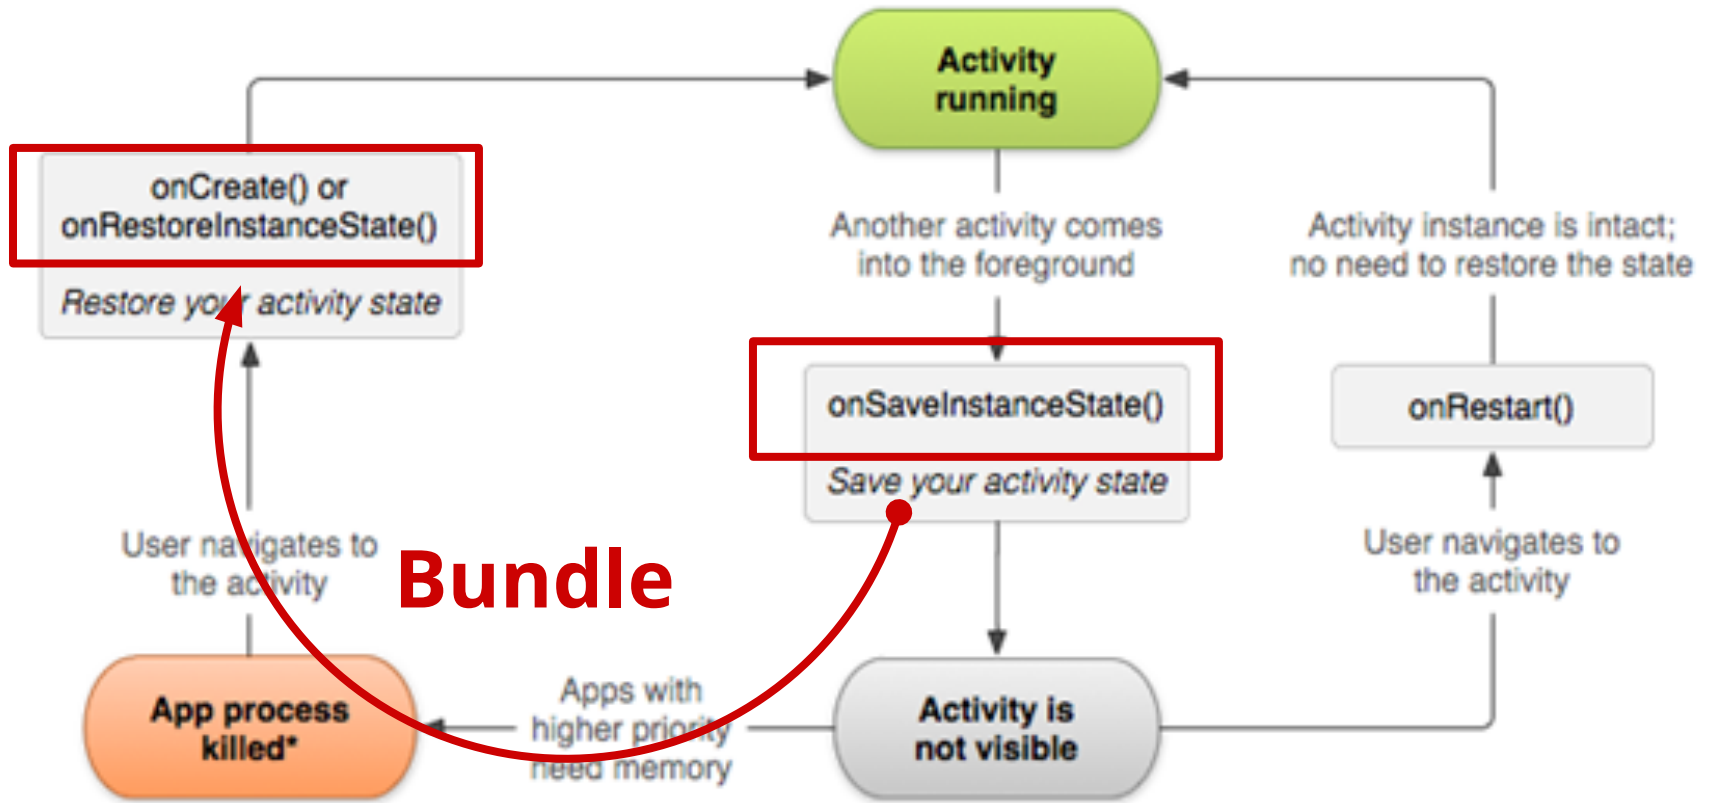 Activity
running
onCreate() or
onRestoreInstanceState()
Restore your activity state
Another activity comes
into the foreground
Activity instance is intact;
no need to restore the state
onSaveInstanceState()
Save your activity state
onRestart()
User navigates to
the activity
Bundle
User navigates to
the activity
App process
killed*
Apps with
higher priority
need memory
Activity is
not visible